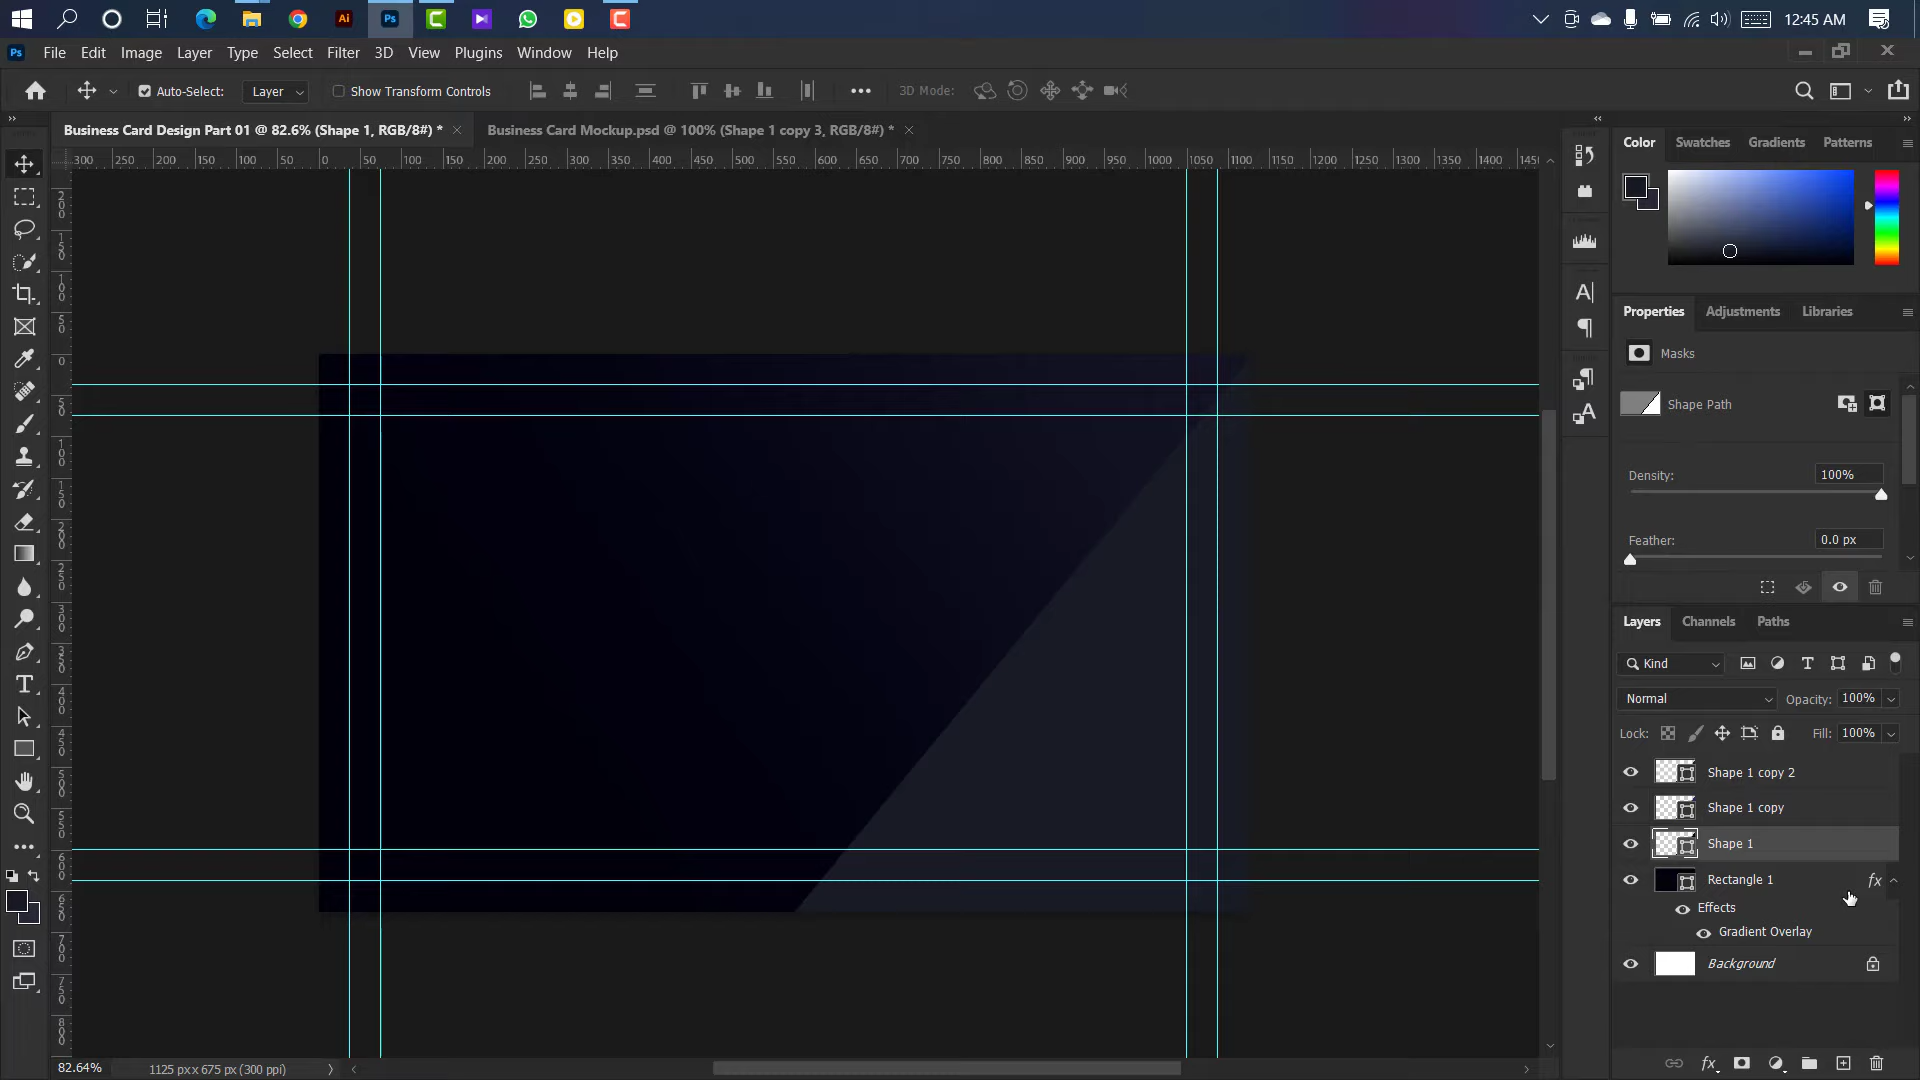 12:45 AM
Ps File Edit Image Layer Type Select Filter 3D View Plugins Window Help
Auto-Select: Layer Show Transform Controls 3D Mode:
Business Card Design Part 01 @ 82.6% (Shape 1, RGB/8#) *
Business Card Mockup.psd @ 100% (Shape 1 copy 3, RGB/8#) *
300 250 200 150 100 50 0 50 100 150 200 250 300 350 400 450 500 550 600 650 700 750 800 850 900 950 1000 1050 1100 1150 1200 1250 1300 1350 1400 1450
Color Swatches Gradients Patterns
Properties Adjustments Libraries
Masks
Shape Path
Density: 100%
Feather: 0.0 px
Layers Channels Paths
Kind
Normal Opacity: 100%
Lock: Fill: 100%
Shape 1 copy 2
Shape 1 copy
Shape 1
Rectangle 1 fx
Effects
Gradient Overlay
Background
82.64% 1125 px x 675 px (300 ppi)